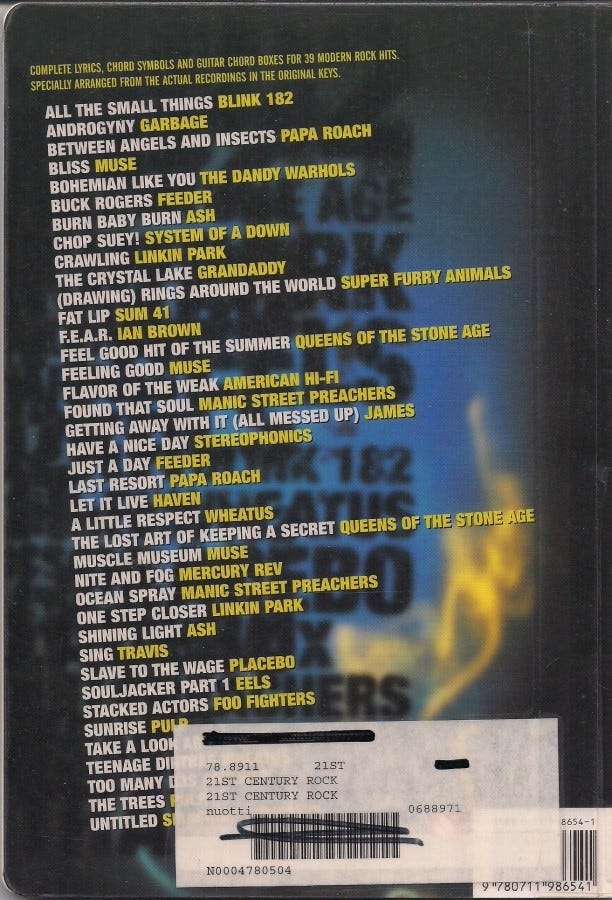 COMPLETE LYRICS, CHORD SYMBOLS AND GUITAR CHORD BOXES FOR 39 MODERN ROCK HITS.
SPECIALLY ARRANGED FROM THE ACTUAL RECORDINGS IN THE ORIGINAL KEYS.
ALL THE SMALL THINGS BLINK 182
ANDROGYNY GARBAGE
BETWEEN ANGELS AND INSECTS PAPA ROACH
BLISS MUSE
BOHEMIAN LIKE YOU THE DANDY WARHOLS
BUCK ROGERS FEEDER
BURN BABY BURN ASH
CHOP SUEY! SYSTEM OF A DOWN
CRAWLING LINKIN PARK
THE CRYSTAL LAKE GRANDADDY
(DRAWING) RINGS AROUND THE WORLD SUPER FURRY ANIMALS
FAT LIP SUM 41
F.E.A.R. IAN BROWN
FEEL GOOD HIT OF THE SUMMER QUEENS OF THE STONE AGE
FEELING GOOD MUSE
FLAVOR OF THE WEAK AMERICAN HI-FI
FOUND THAT SOUL MANIC STREET PREACHERS
GETTING AWAY WITH IT (ALL MESSED UP) JAMES
HAVE A NICE DAY STEREOPHONICS
JUST A DAY FEEDER
LAST RESORT PAPA ROACH
LET IT LIVE HAVEN
A LITTLE RESPECT WHEATUS
THE LOST ART OF KEEPING A SECRET QUEENS OF THE STONE AGE
MUSCLE MUSEUM MUSE
NITE AND FOG MERCURY REV
OCEAN SPRAY MANIC STREET PREACHERS
ONE STEP CLOSER LINKIN PARK
SHINING LIGHT ASH
SING TRAVIS
SLAVE TO THE WAGE PLACEBO
SOULJACKER PART 1 EELS
STACKED ACTORS FOO FIGHTERS
SUNRISE PULP
TAKE A LOOK
TEENAGE
TOO MANY
THE TREES
UNTITLED
78.8911 21ST
21ST CENTURY ROCK
21ST CENTURY ROCK
nuotti 0688971
N0004780504
8654-1
9 780711 986541